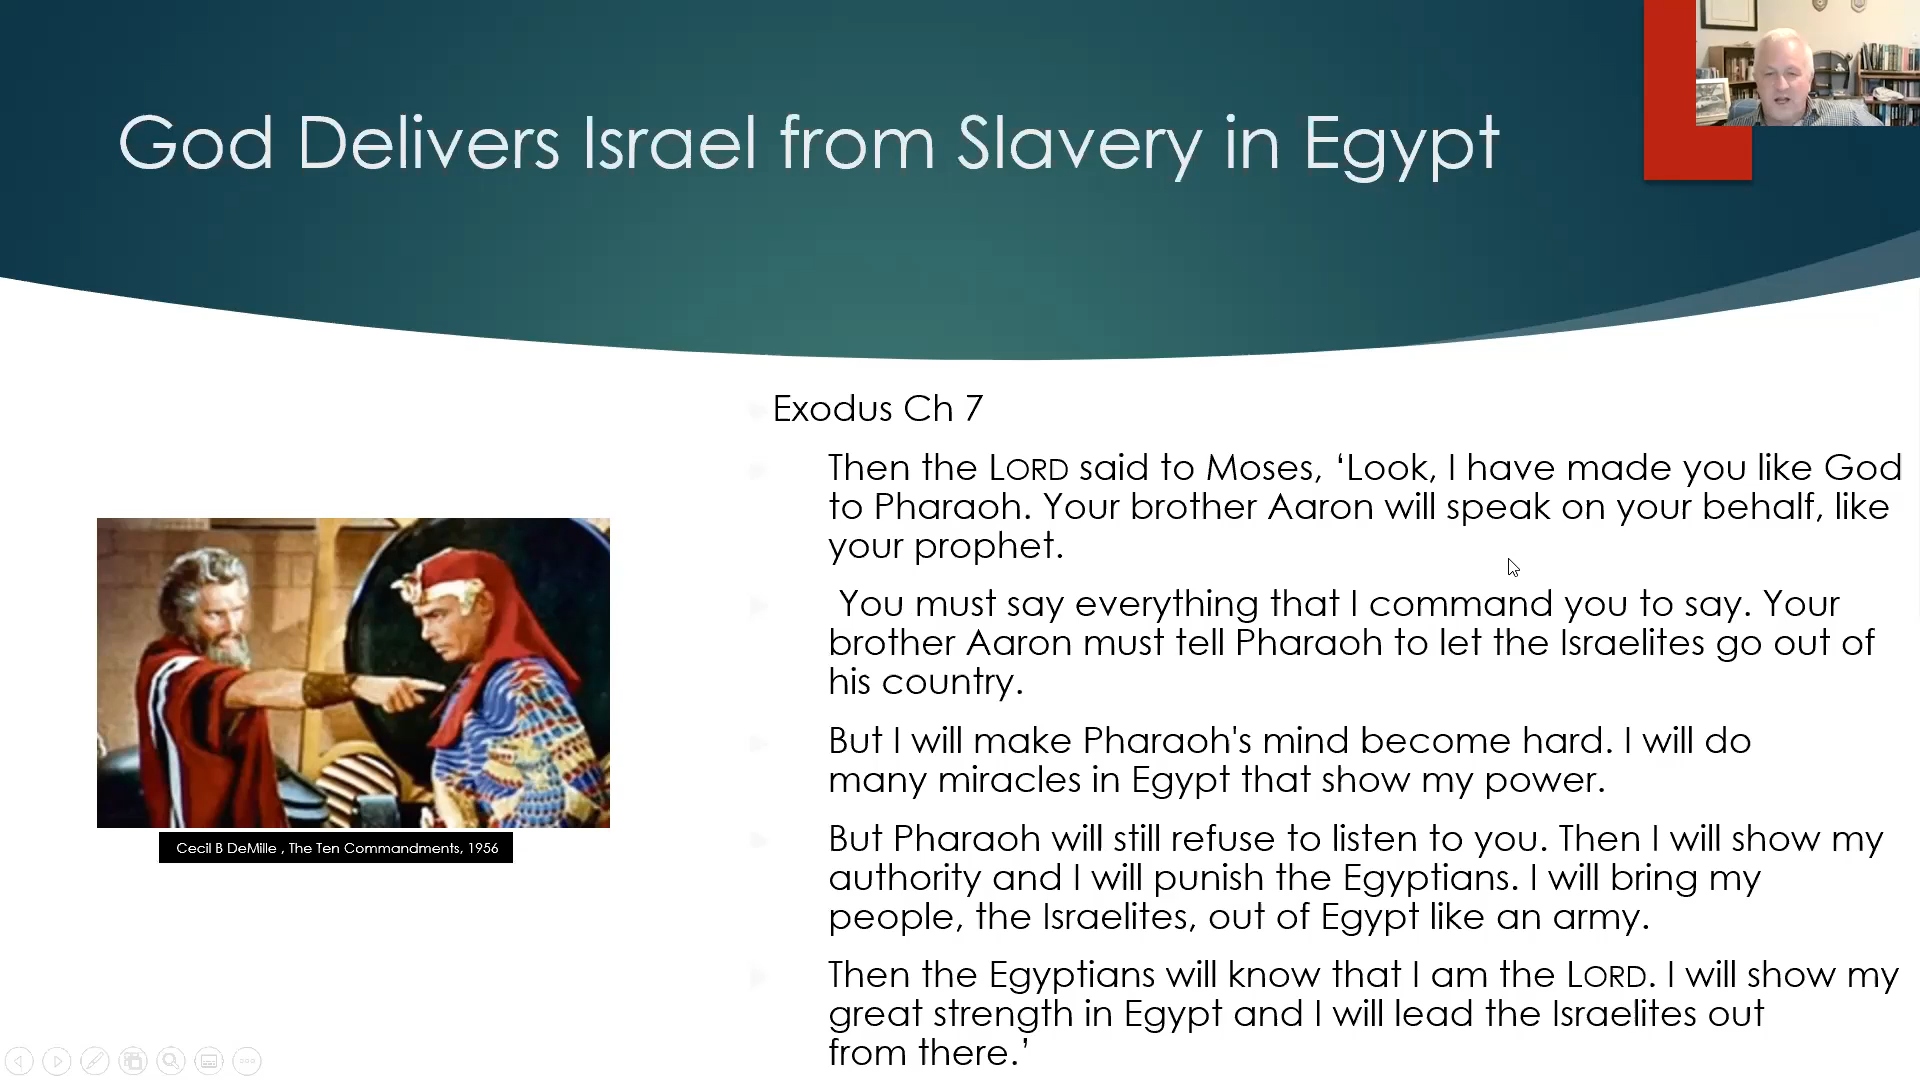 God Delivers Israel from Slavery in Egypt
Exodus Ch 7
Then the LORD said to Moses, ‘Look, I have made you like God
to Pharaoh. Your brother Aaron will speak on your behalf, like
your prophet.
You must say everything that I command you to say. Your
brother Aaron must tell Pharaoh to let the Israelites go out of
his country.
But I will make Pharaoh's mind become hard. I will do
many miracles in Egypt that show my power.
But Pharaoh will still refuse to listen to you. Then I will show my
authority and I will punish the Egyptians. I will bring my
people, the Israelites, out of Egypt like an army.
Then the Egyptians will know that I am the LORD. I will show my
great strength in Egypt and I will lead the Israelites out
from there.’
Cecil B DeMille , The Ten Commandments, 1956